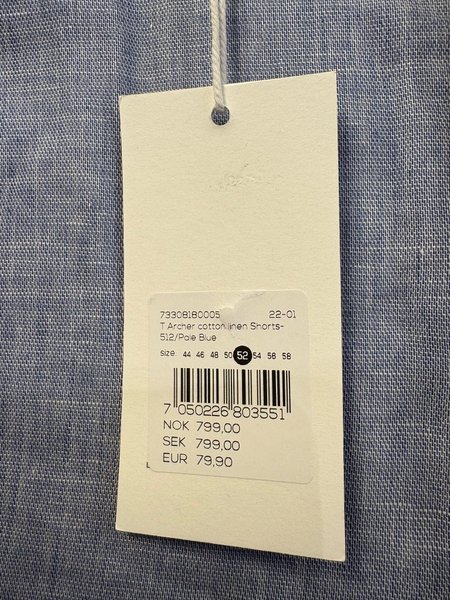 73308180005 22-01
T Archer cotton linen Shorts-
512/Pale Blue
size: 44 46 48 50 52 54 56 58
7 050226 803551
NOK 799,00
SEK 799,00
EUR 79,90